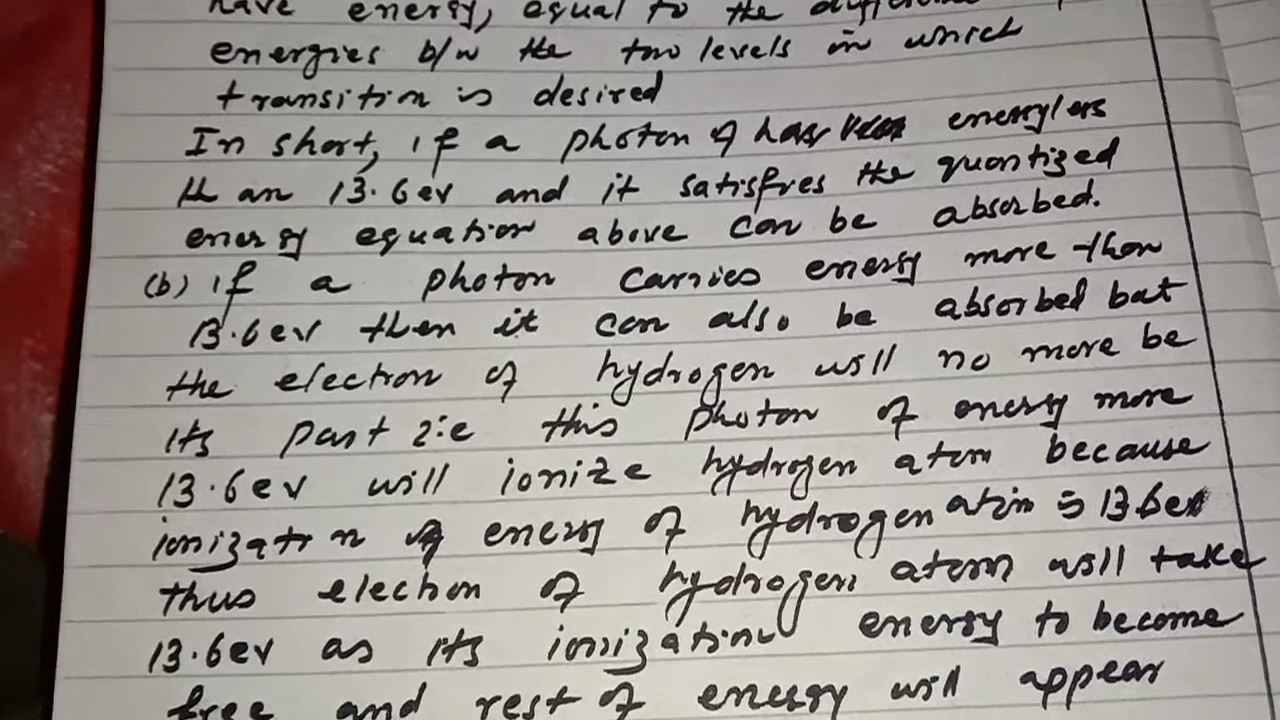 have energy, equal to the
energies b/w the two levels in which
transition is desired
In short, if a photon of has energy less
than 13.6ev and it satisfies the quantized
energy equation above can be absorbed.
(b) if a photon carries energy more than
13.6ev then it can also be absorbed but
the electron of hydrogen will no more be
its part i.e this photon of energy more
13.6ev will ionize hydrogen atom because
ionization of energy of hydrogen atom is 13.6ev
thus electron of hydrogen atom will take
13.6ev as its ionization energy to become
free and rest of energy will appear